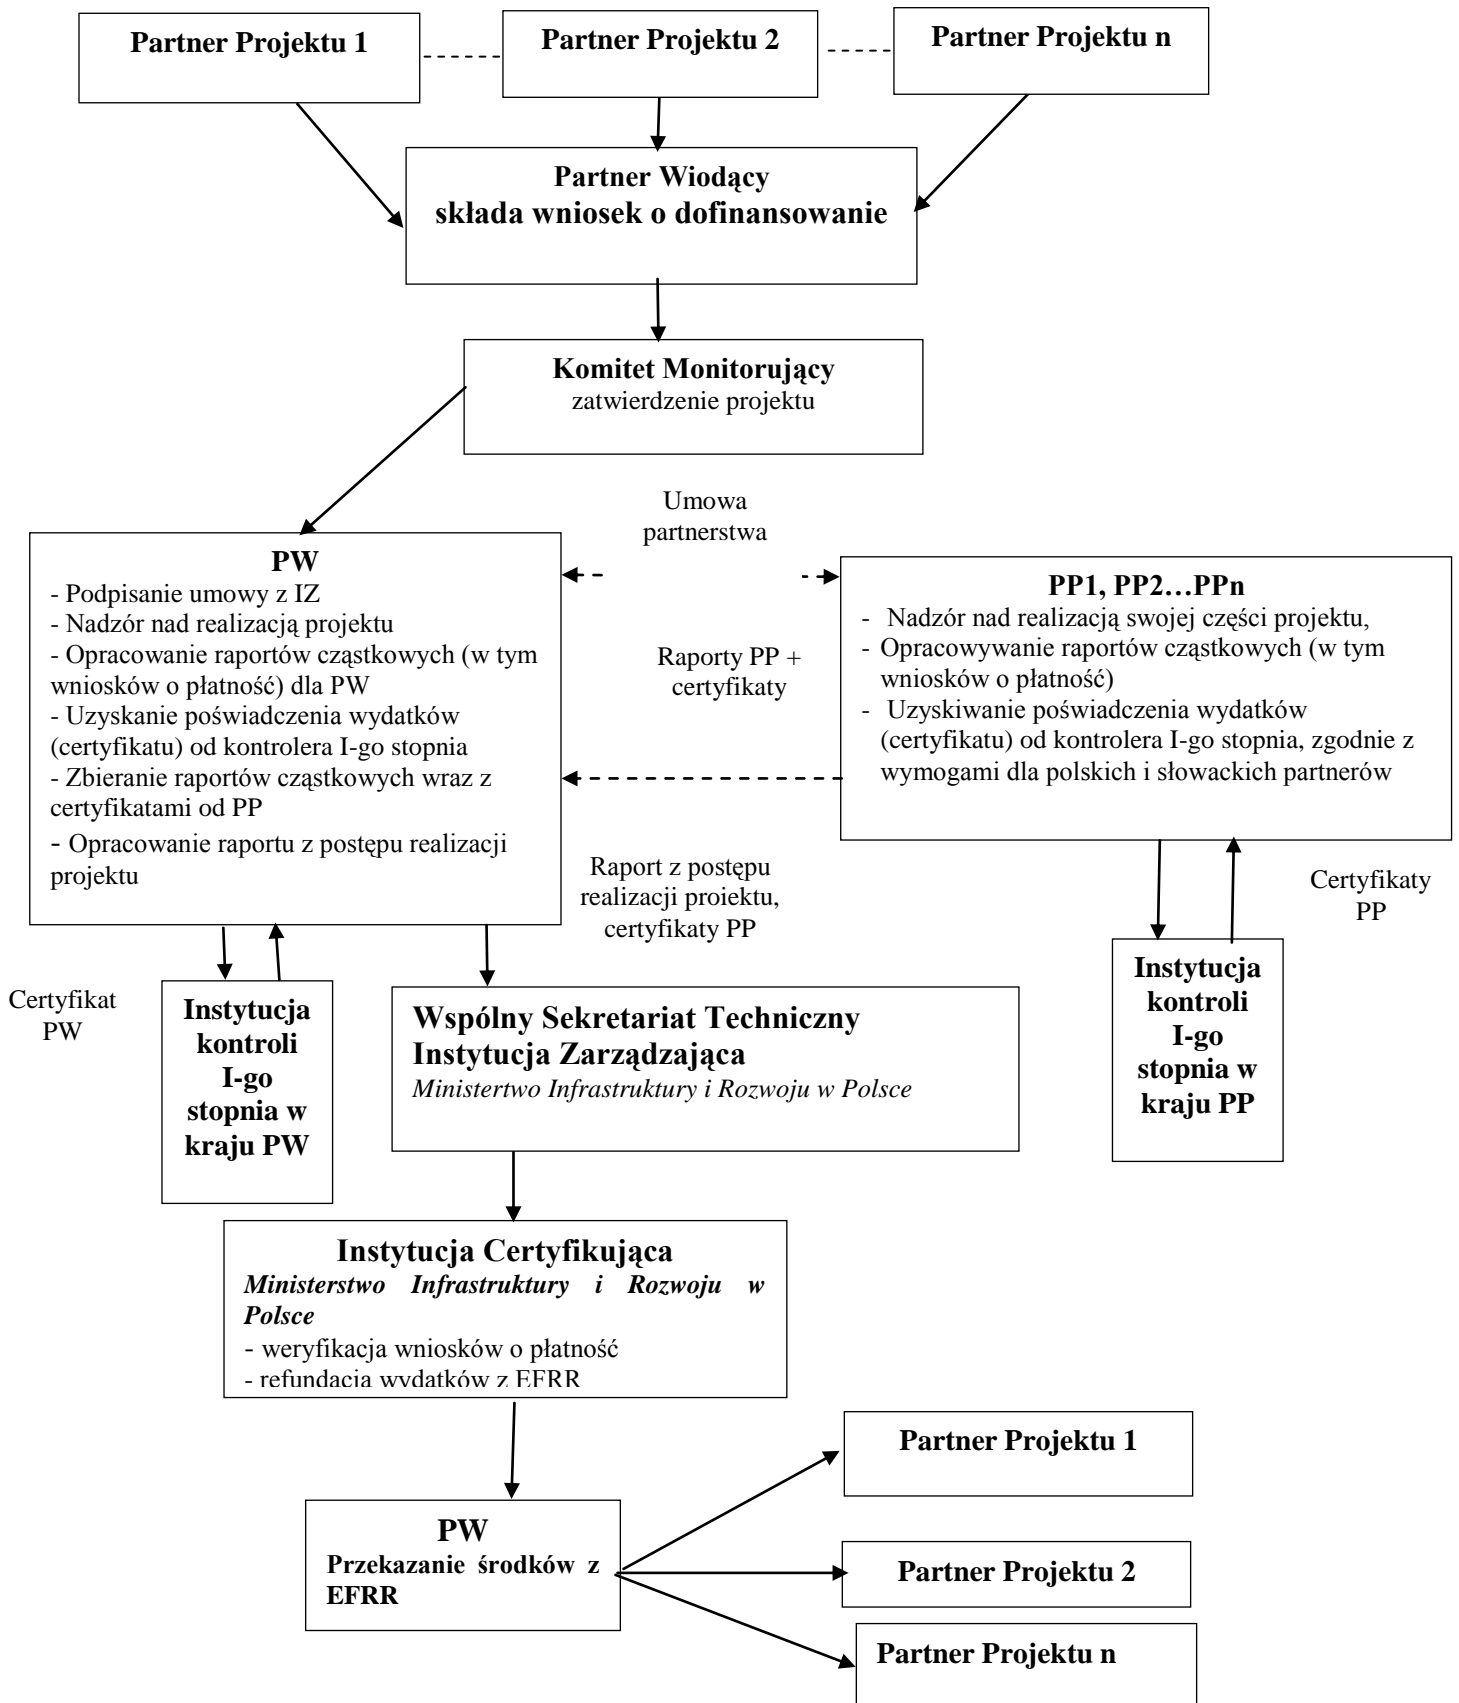 Partner Projektu 1
Partner Projektu 2
Partner Projektu n
Partner Wiodący
składa wniosek o dofinansowanie
Komitet Monitorujący
zatwierdzenie projektu
Umowa
partnerstwa
PW
- Podpisanie umowy z IZ
- Nadzór nad realizacją projektu
- Opracowanie raportów cząstkowych (w tym
wniosków o płatność) dla PW
- Uzyskanie poświadczenia wydatków
(certyfikatu) od kontrolera I-go stopnia
- Zbieranie raportów cząstkowych wraz z
certyfikatami od PP
- Opracowanie raportu z postępu realizacji
projektu
Raporty PP +
certyfikaty
PP1, PP2…PPn
- Nadzór nad realizacją swojej części projektu,
- Opracowywanie raportów cząstkowych (w tym
wniosków o płatność)
- Uzyskiwanie poświadczenia wydatków
(certyfikatu) od kontrolera I-go stopnia, zgodnie z
wymogami dla polskich i słowackich partnerów
Raport z postępu
realizacji projektu,
certyfikaty PP
Certyfikaty
PP
Certyfikat
PW
Instytucja
kontroli
I-go
stopnia w
kraju PW
Wspólny Sekretariat Techniczny
Instytucja Zarządzająca
Ministertwo Infrastruktury i Rozwoju w Polsce
Instytucja
kontroli
I-go
stopnia w
kraju PP
Instytucja Certyfikująca
Ministerstwo Infrastruktury i Rozwoju w
Polsce
- weryfikacja wniosków o płatność
- refundacja wydatków z EFRR
PW
Przekazanie środków z
EFRR
Partner Projektu 1
Partner Projektu 2
Partner Projektu n